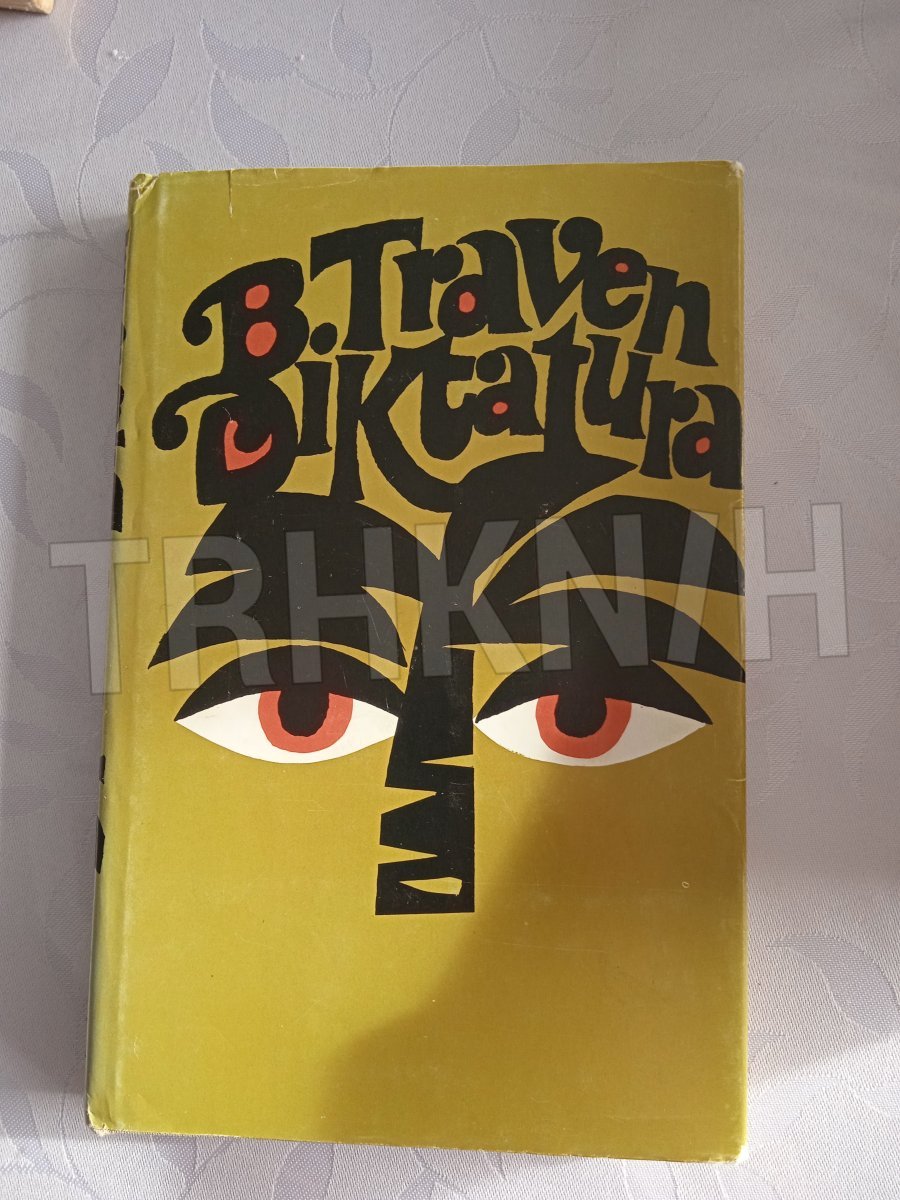 B. Traven
Diktatura
TRHKNIH